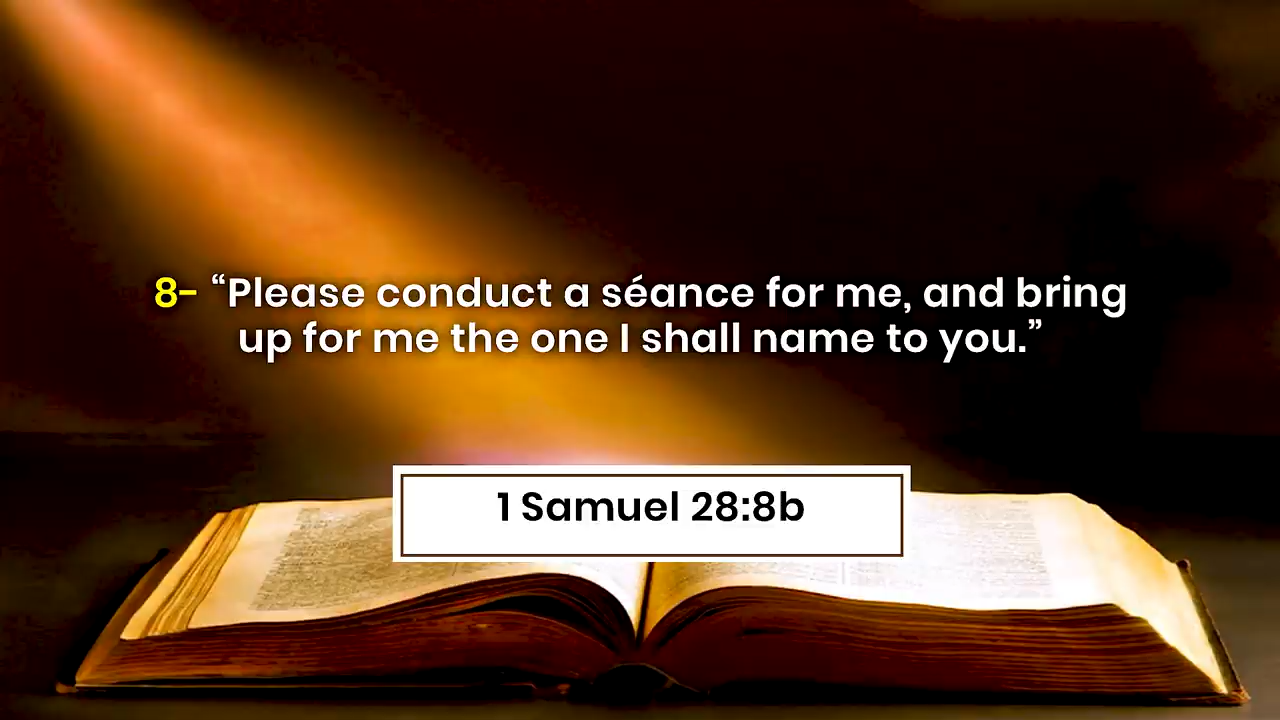 8- “Please conduct a séance for me, and bring
up for me the one I shall name to you.”
1 Samuel 28:8b